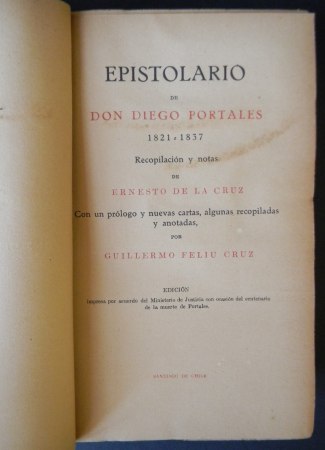 EPISTOLARIO
DE
DON DIEGO PORTALES
1821-1837
Recopilación y notas
DE
ERNESTO DE LA CRUZ
Con un prólogo y nuevas cartas, algunas recopiladas
y anotadas,
POR
GUILLERMO FELIU CRUZ
EDICIÓN
impresa por acuerdo del Ministerio de Justicia con ocasión del centenario
de la muerte de Portales.
SANTIAGO DE CHILE